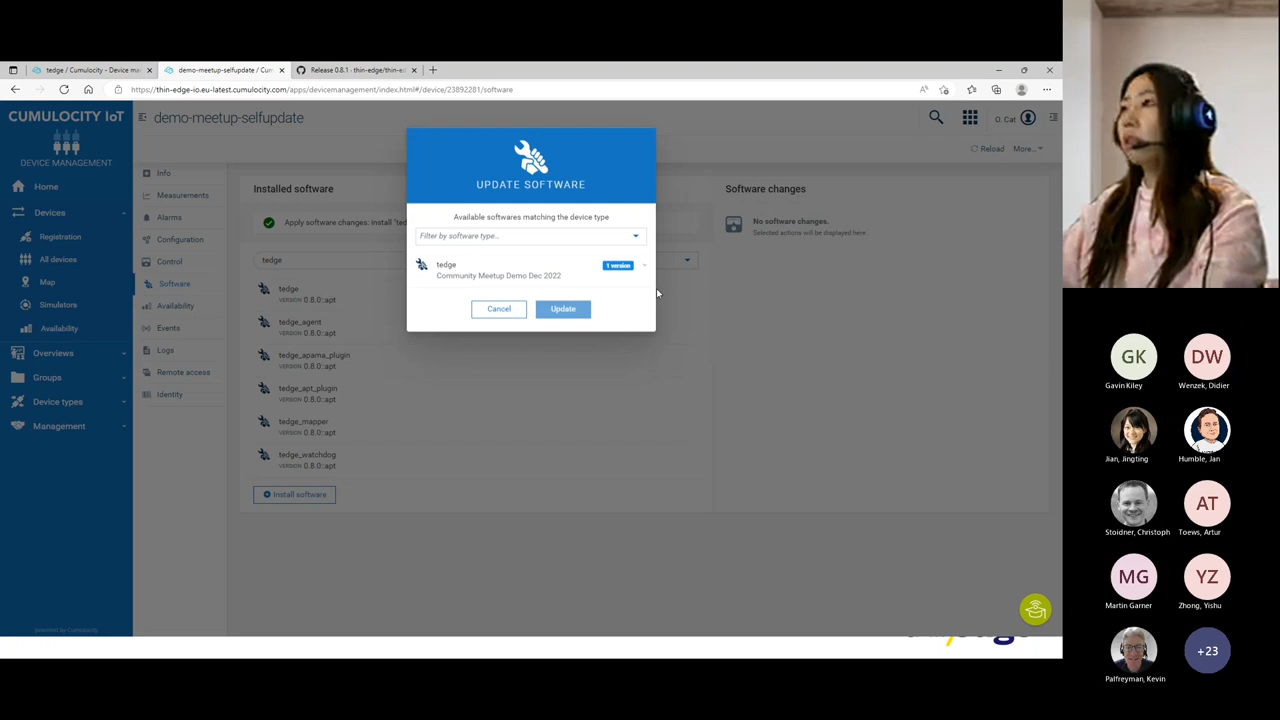 tedge / Cumulocity - Device ma
demo-meetup-selfupdate / Cum
Release 0.8.1 · thin-edge/thin-ed
https://thin-edge-io.eu-latest.cumulocity.com/apps/devicemanagement/index.html#/device/23892281/software
CUMULOCITY IoT
DEVICE MANAGEMENT
Home
Devices
Registration
All devices
Map
Simulators
Availability
Overviews
Groups
Device types
Management
powered by Cumulocity
demo-meetup-selfupdate
O. Cat
Reload
More...
Info
Measurements
Alarms
Configuration
Control
Software
Availability
Events
Logs
Remote access
Identity
Installed software
Apply software changes: install "ted
tedge
tedge
VERSION: 0.8.0::apt
tedge_agent
VERSION: 0.8.0::apt
tedge_apama_plugin
VERSION: 0.8.0::apt
tedge_apt_plugin
VERSION: 0.8.0::apt
tedge_mapper
VERSION: 0.8.0::apt
tedge_watchdog
VERSION: 0.8.0::apt
Install software
UPDATE SOFTWARE
Available softwares matching the device type
Filter by software type...
tedge
1 version
Community Meetup Demo Dec 2022
Cancel
Update
Software changes
No software changes.
Selected actions will be displayed here.
GK
Gavin Kiley
DW
Wenzek, Didier
Jian, Jingting
Humble, Jan
Stoidner, Christoph
AT
Toews, Artur
MG
Martin Garner
YZ
Zhong, Yishu
Palfreyman, Kevin
+23